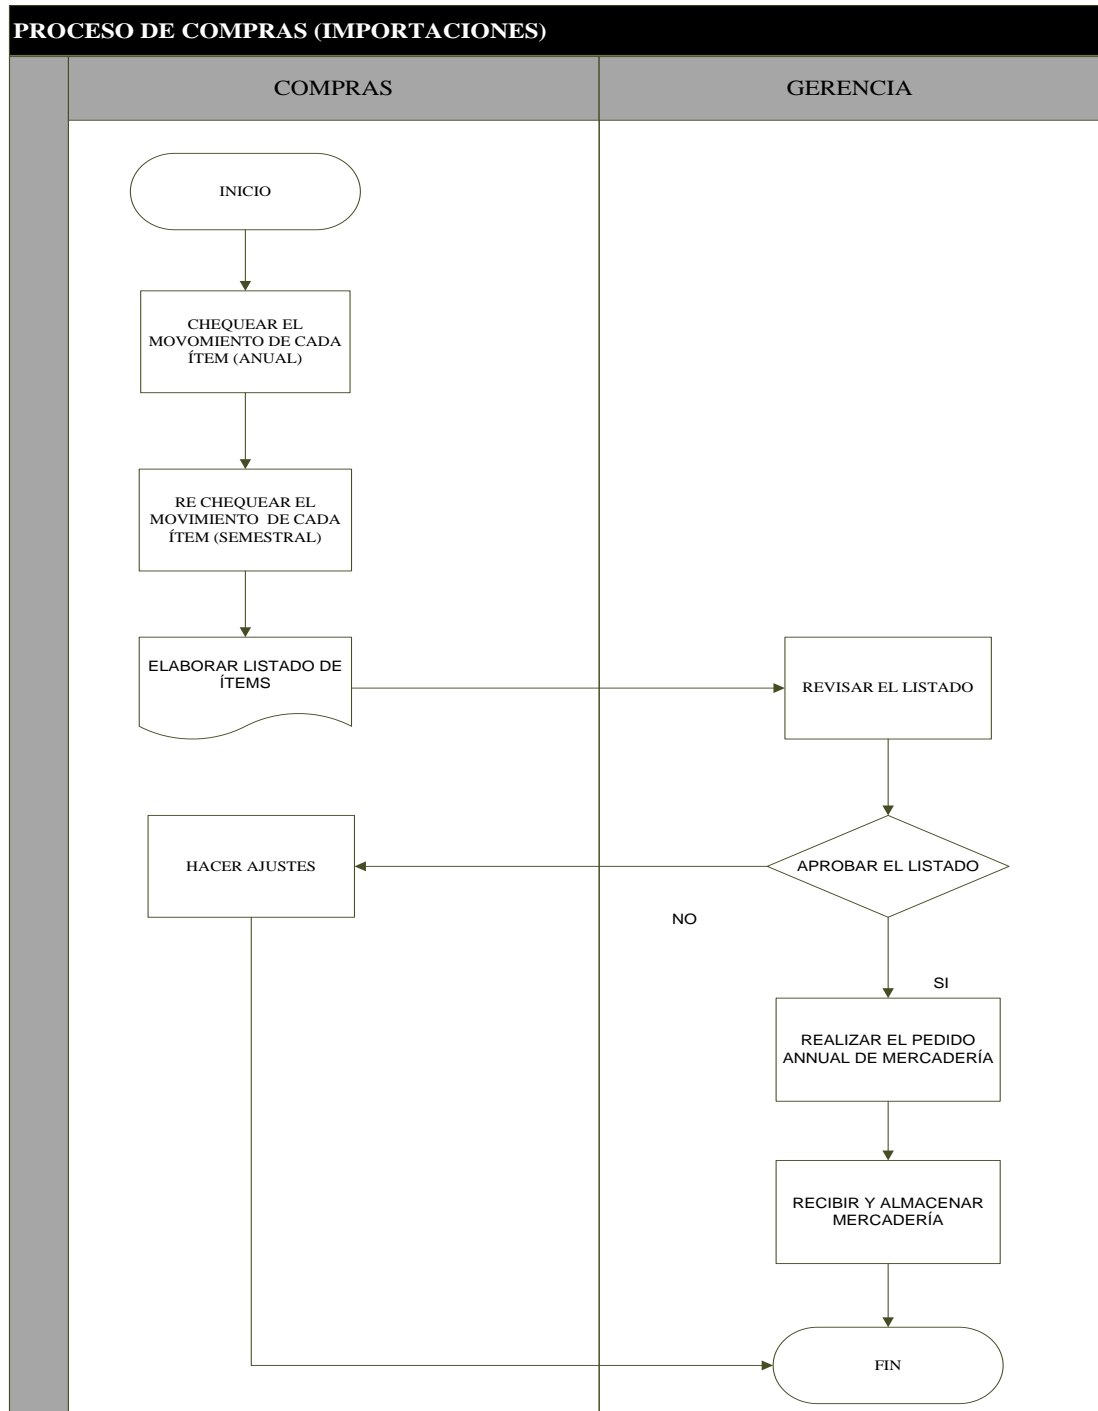 PROCESO DE COMPRAS (IMPORTACIONES)
COMPRAS
GERENCIA
INICIO
CHEQUEAR EL
MOVOMIENTO DE CADA
ÍTEM (ANUAL)
RE CHEQUEAR EL
MOVIMIENTO DE CADA
ÍTEM (SEMESTRAL)
ELABORAR LISTADO DE
ÍTEMS
REVISAR EL LISTADO
HACER AJUSTES
APROBAR EL LISTADO
NO
SI
REALIZAR EL PEDIDO
ANNUAL DE MERCADERÍA
RECIBIR Y ALMACENAR
MERCADERÍA
FIN